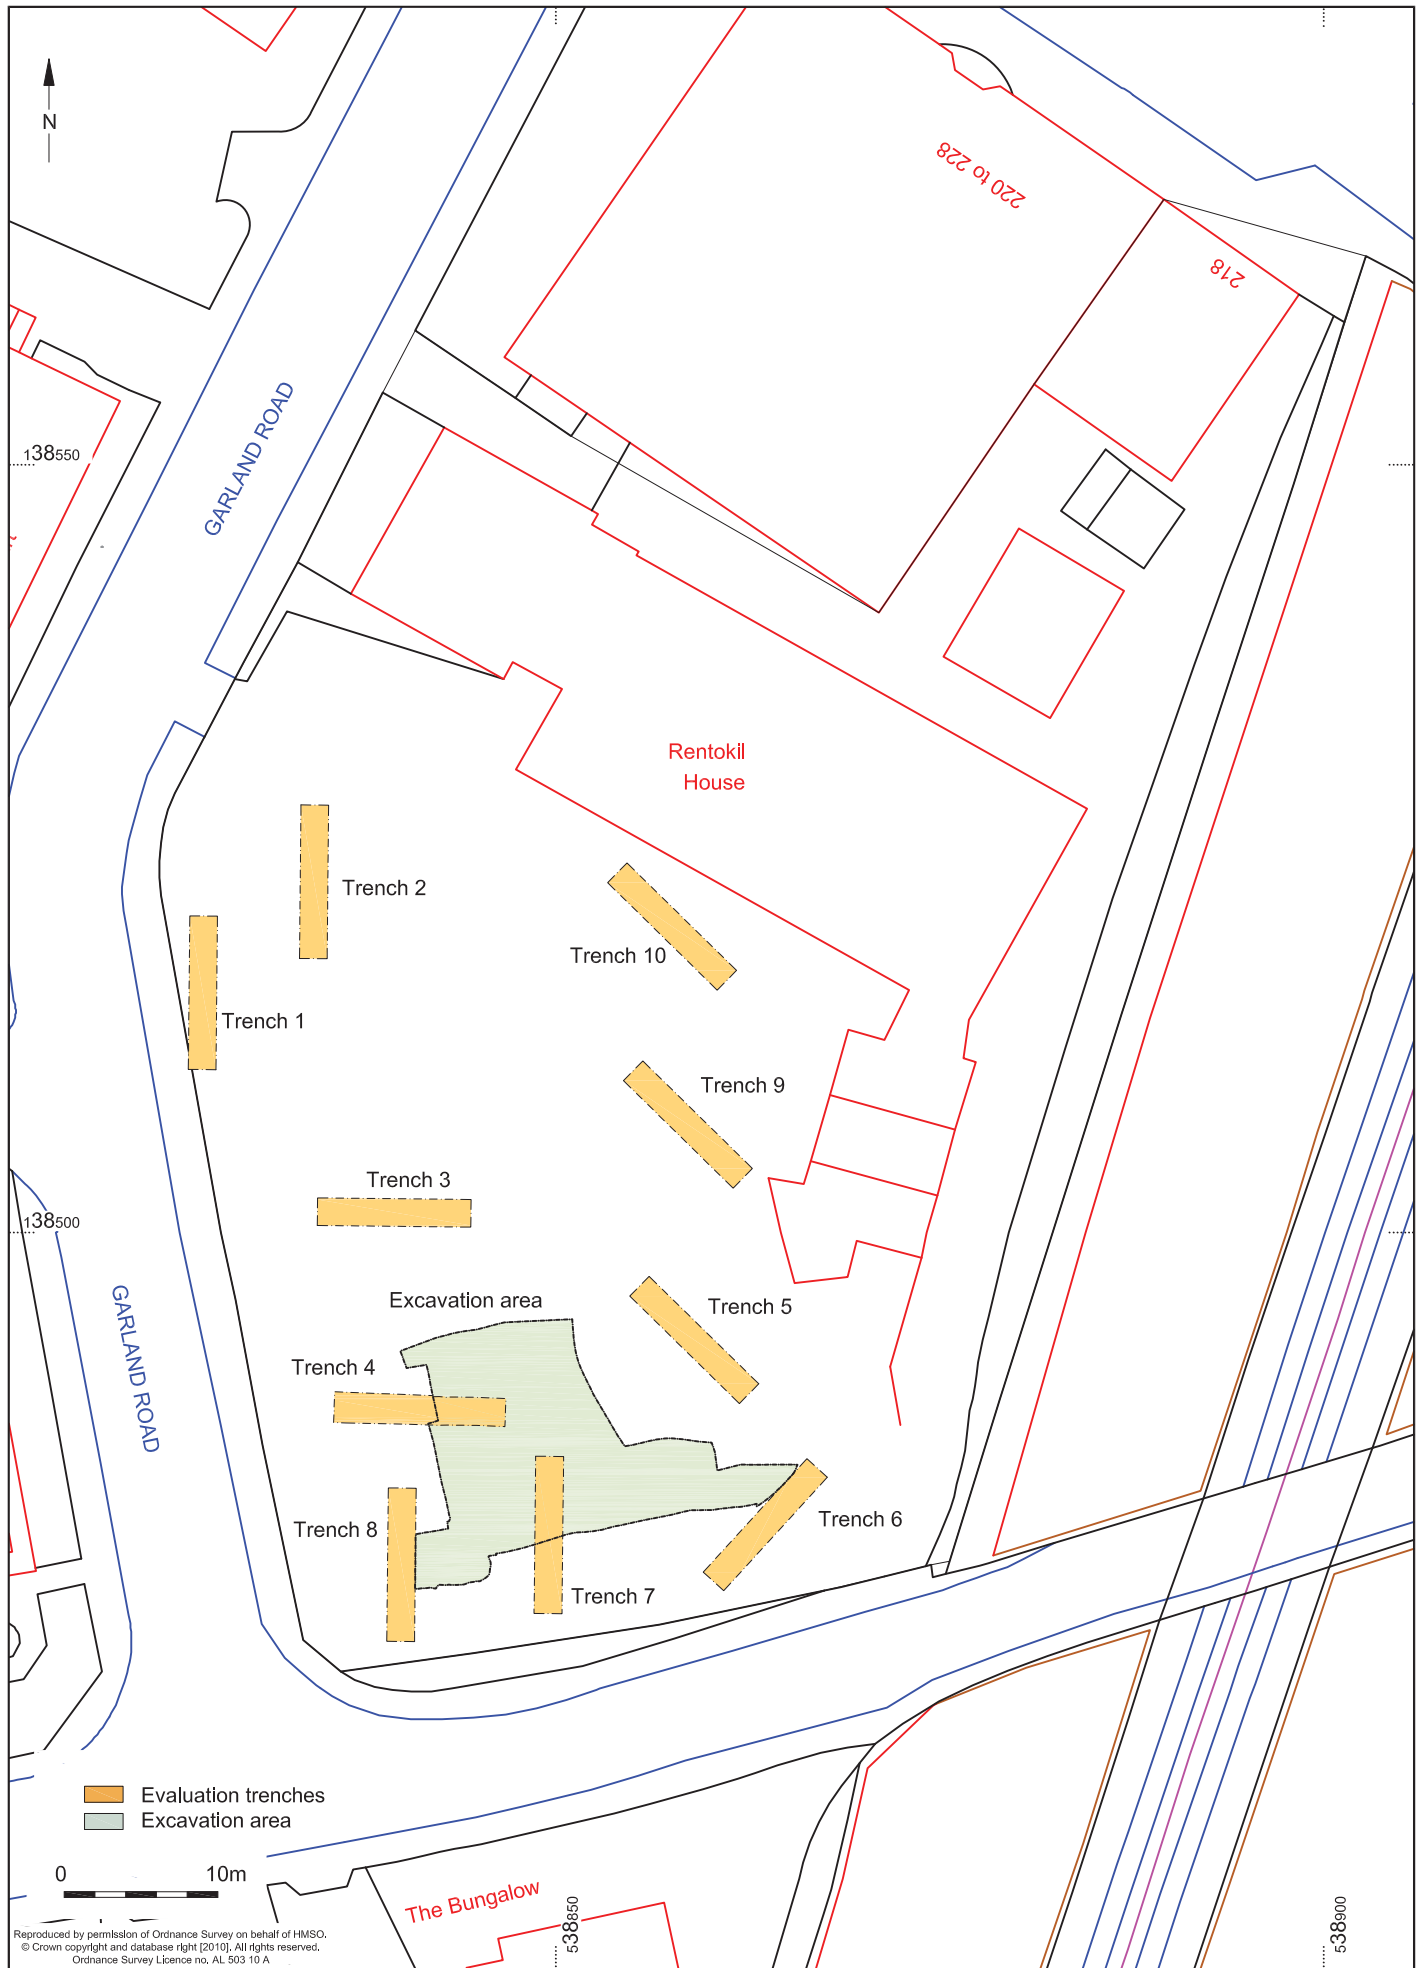 N
220 to 228
218
GARLAND ROAD
138550
Rentokil
House
Trench 2
Trench 10
Trench 1
Trench 9
Trench 3
138500
Excavation area
Trench 5
GARLAND ROAD
Trench 4
Trench 6
Trench 8
Trench 7
Evaluation trenches
Excavation area
0 10m
The Bungalow
538850
538900
Reproduced by permission of Ordnance Survey on behalf of HMSO.
© Crown copyright and database right [2010]. All rights reserved.
Ordnance Survey Licence no. AL 503 10 A